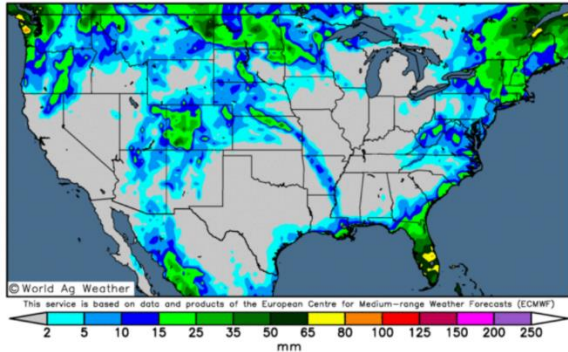 © World Ag Weather
This service is based on data and products of the European Centre for Medium-range Weather Forecasts (ECMWF)
2 5 10 15 25 35 50 65 80 100 125 150 200 250
mm